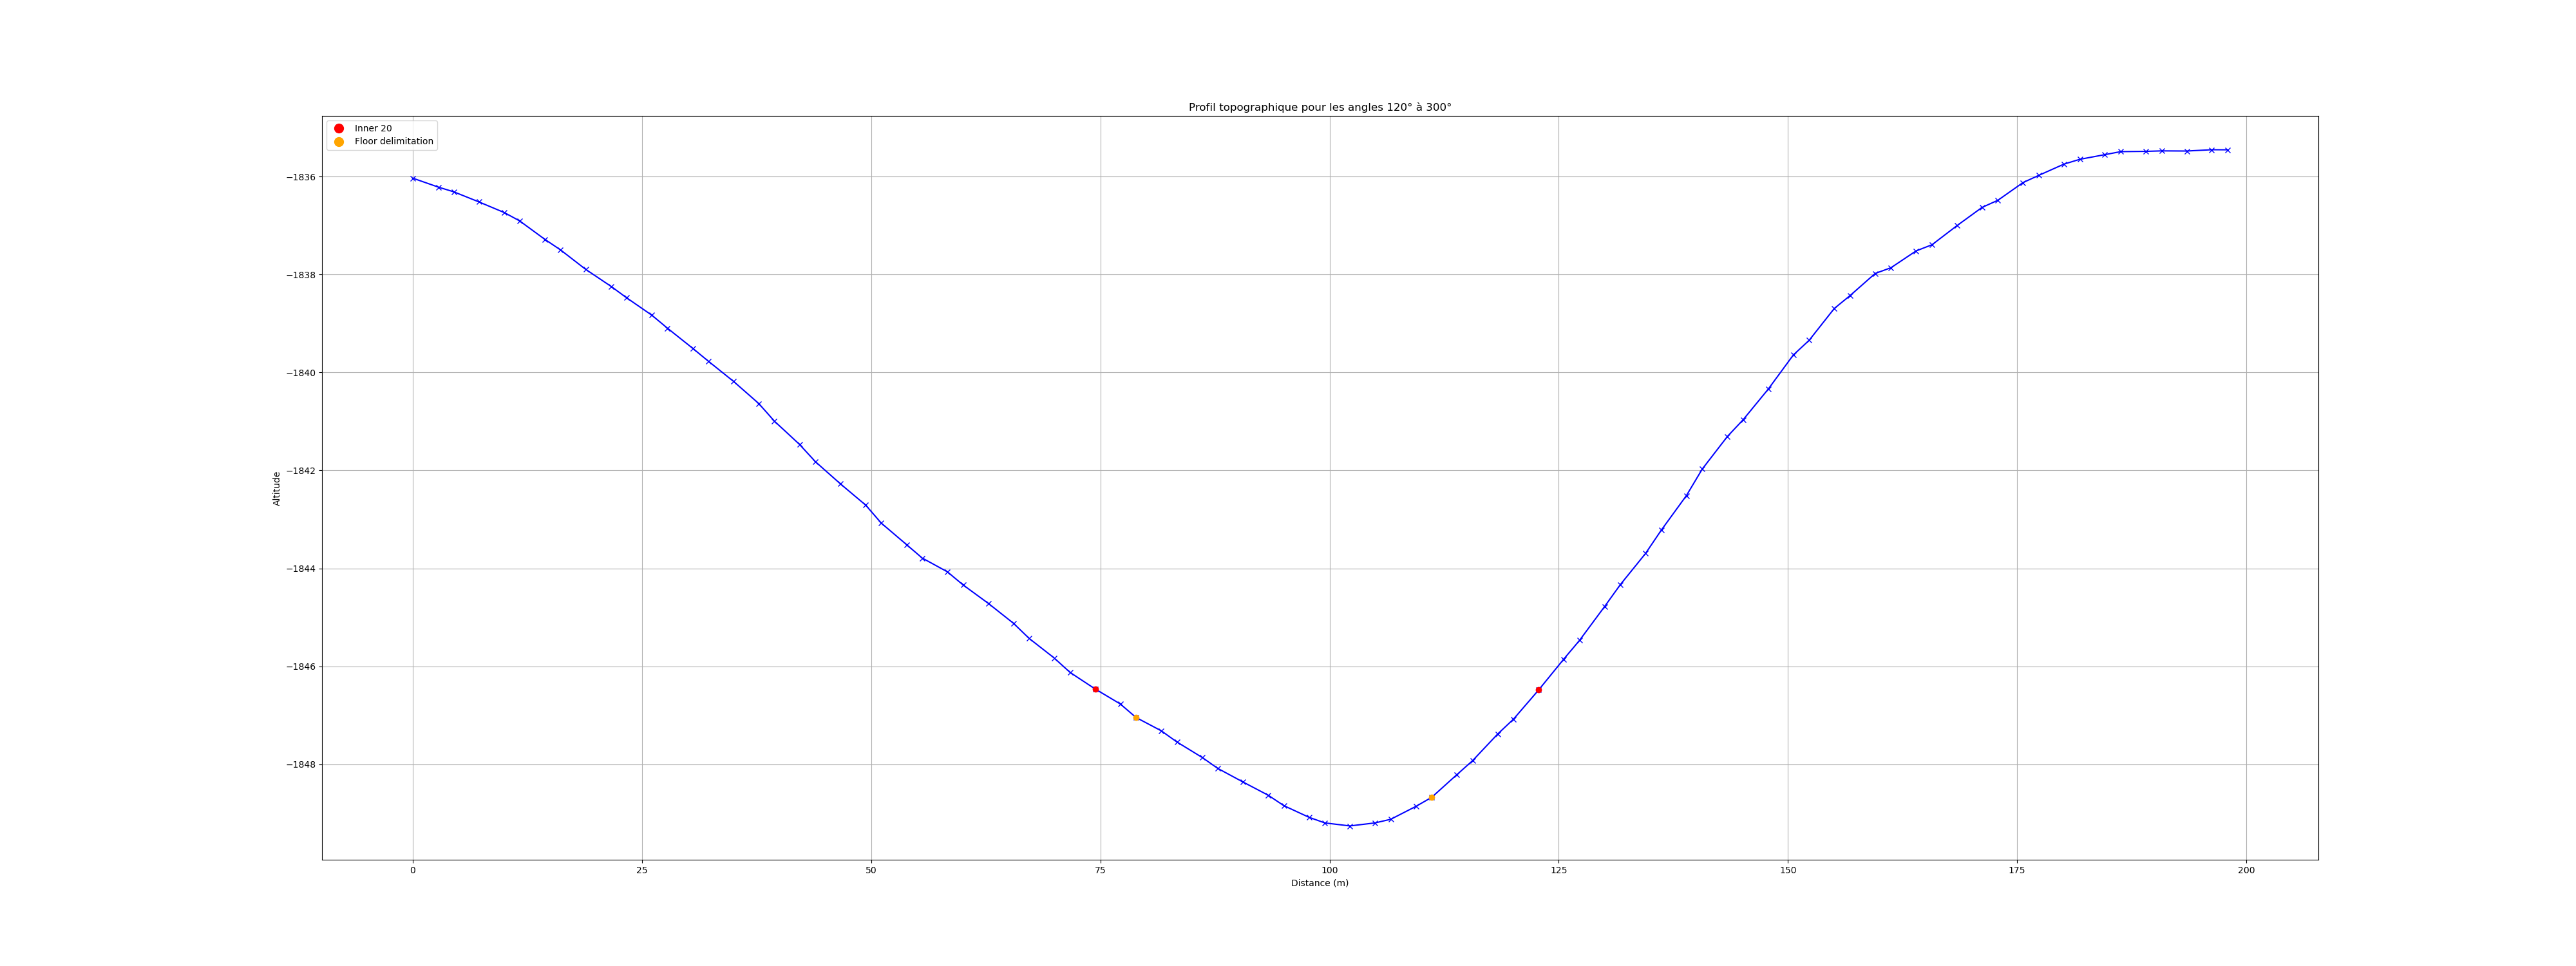 Profil topographique pour les angles 120° à 300°
Inner 20
Floor delimitation
−1836
−1838
−1840
−1842
−1844
−1846
−1848
Altitude
0 25 50 75 100 125 150 175 200
Distance (m)